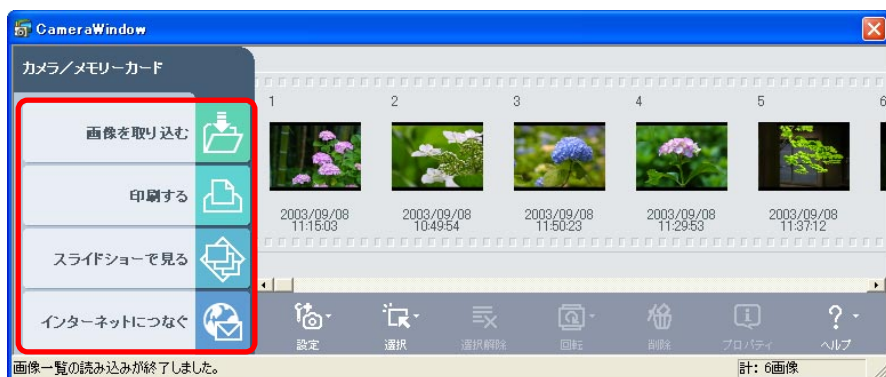 CameraWindow
カメラ／メモリーカード
画像を取り込む
印刷する
スライドショーで見る
インターネットにつなぐ
1 2 3 4 5 6
2003/09/08 2003/09/08 2003/09/08 2003/09/08 2003/09/08
11:15:03 10:49:54 11:50:23 11:29:53 11:37:12
設定 選択 選択解除 回転 削除 プロパティ ヘルプ
画像一覧の読み込みが終了しました。 計: 6画像